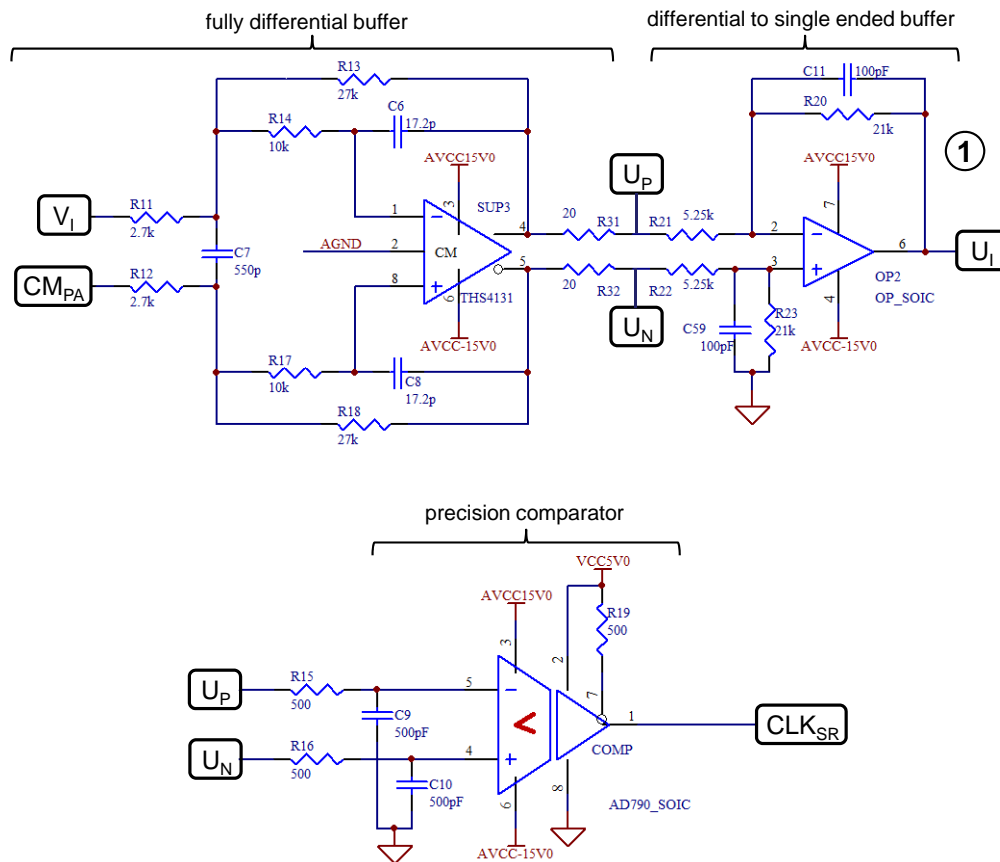 fully differential buffer
differential to single ended buffer
R13
27k
C11
100pF
R14
10k
C6
17.2p
R20
21k
1
AVCC15V0
AVCC15V0
U_P
V_I
R11
2.7k
1
3
SUP3
4
20
R31
R21
5.25k
2
7
6
U_I
C7
550p
AGND
2
CM
CM_PA
R12
2.7k
8
6
THS4131
5
20
R32
R22
5.25k
3
4
OP2
OP_SOIC
U_N
R23
21k
C59
100pF
AVCC-15V0
AVCC-15V0
R17
10k
C8
17.2p
R18
27k
precision comparator
VCC5V0
AVCC15V0
R19
500
3
2
7
U_P
R15
500
5
1
CLK_SR
C9
500pF
<
U_N
R16
500
4
COMP
C10
500pF
6
8
AD790_SOIC
AVCC-15V0